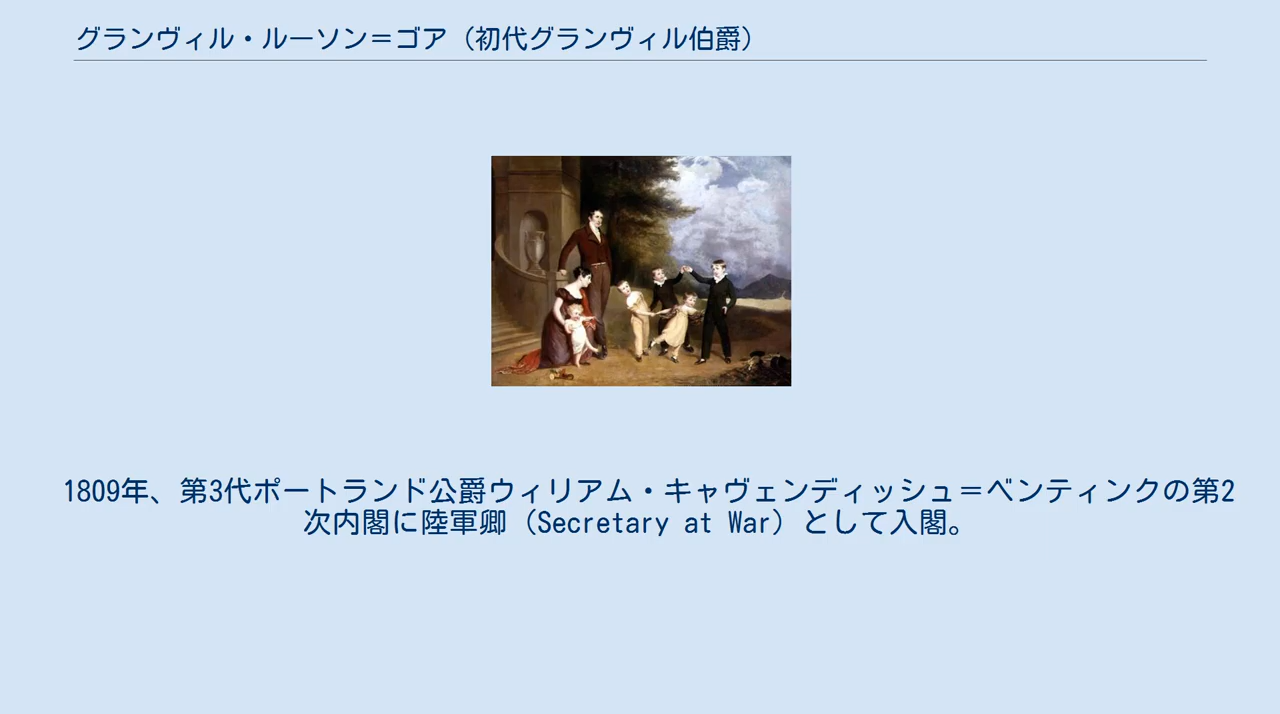 グランヴィル・ルーソン＝ゴア（初代グランヴィル伯爵）
1809年、第3代ポートランド公爵ウィリアム・キャヴェンディッシュ＝ベンティンクの第2
次内閣に陸軍卿（Secretary at War）として入閣。